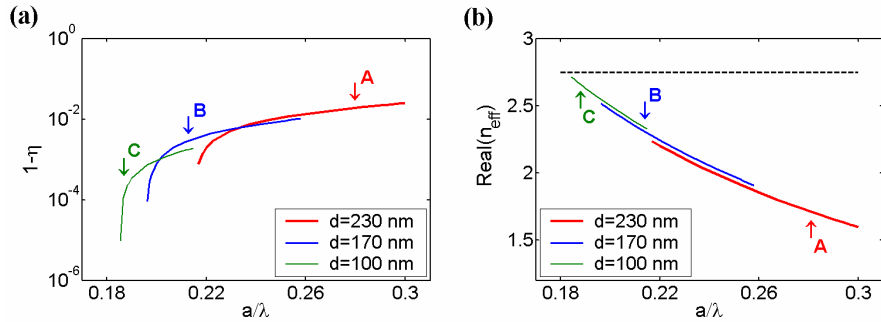 (a)
10^0
10^-2
10^-4
10^-6
1-η
A
B
C
d=230 nm
d=170 nm
d=100 nm
0.18
0.22
0.26
0.3
a/λ
(b)
3
2.5
2
1.5
Real(n_eff)
C
B
A
d=230 nm
d=170 nm
d=100 nm
0.18
0.22
0.26
0.3
a/λ